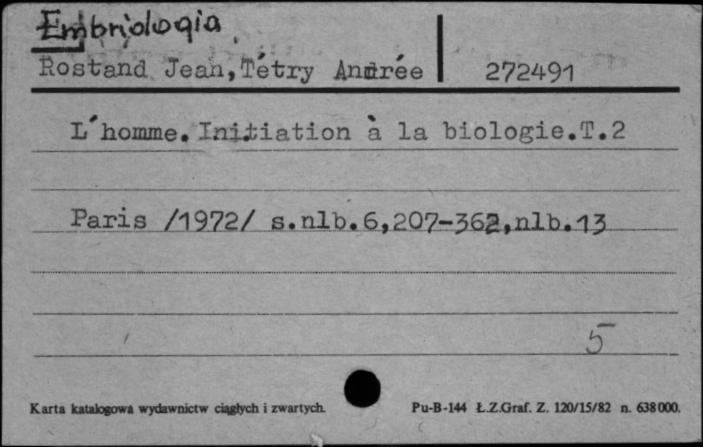 Embriologia.
Rostand Jean,Tétry Andrée 272491
L'homme.Initiation à la biologie.T.2
Paris /1972/ s.nlb.6,207-362,nlb.13
5
Karta katalogowa wydawnictw ciągłych i zwartych. Pu-B-144 Ł.Z.Graf. Z. 120/15/82 n. 638000.